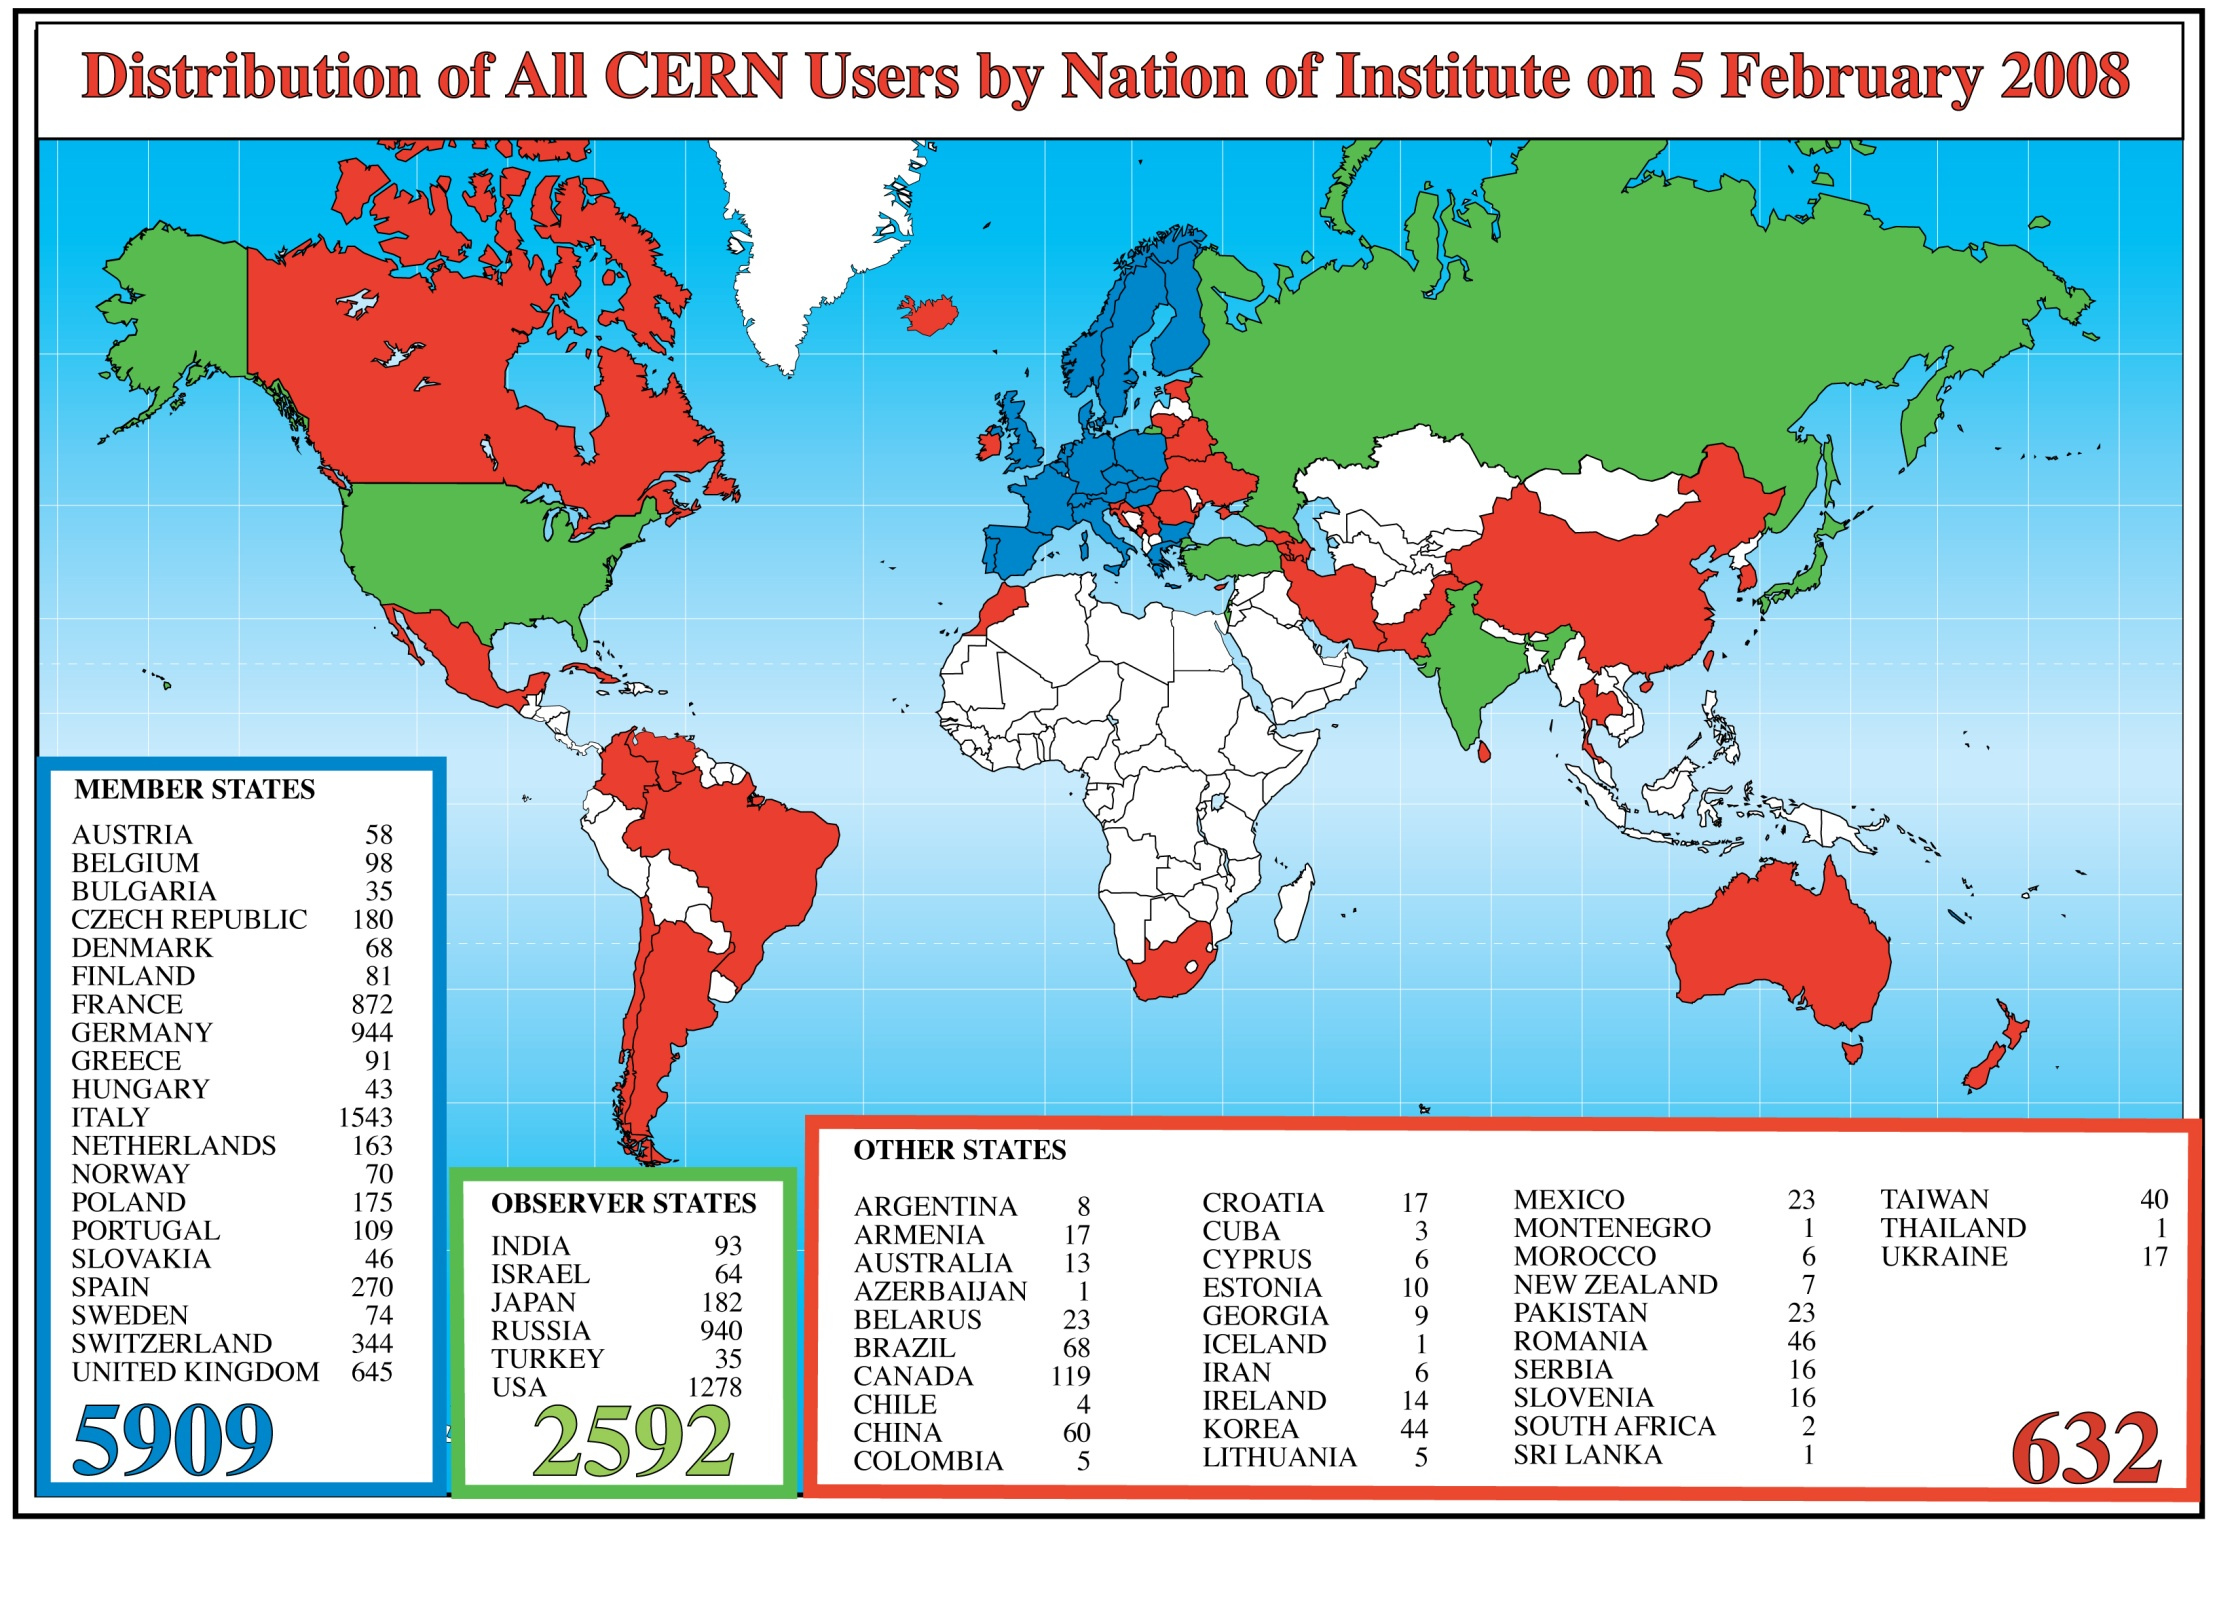 Distribution of All CERN Users by Nation of Institute on 5 February 2008
MEMBER STATES
AUSTRIA 58
BELGIUM 98
BULGARIA 35
CZECH REPUBLIC 180
DENMARK 68
FINLAND 81
FRANCE 872
GERMANY 944
GREECE 91
HUNGARY 43
ITALY 1543
NETHERLANDS 163
NORWAY 70
POLAND 175
PORTUGAL 109
SLOVAKIA 46
SPAIN 270
SWEDEN 74
SWITZERLAND 344
UNITED KINGDOM 645
5909
OBSERVER STATES
INDIA 93
ISRAEL 64
JAPAN 182
RUSSIA 940
TURKEY 35
USA 1278
2592
OTHER STATES
ARGENTINA 8
ARMENIA 17
AUSTRALIA 13
AZERBAIJAN 1
BELARUS 23
BRAZIL 68
CANADA 119
CHILE 4
CHINA 60
COLOMBIA 5
CROATIA 17
CUBA 3
CYPRUS 6
ESTONIA 10
GEORGIA 9
ICELAND 1
IRAN 6
IRELAND 14
KOREA 44
LITHUANIA 5
MEXICO 23
MONTENEGRO 1
MOROCCO 6
NEW ZEALAND 7
PAKISTAN 23
ROMANIA 46
SERBIA 16
SLOVENIA 16
SOUTH AFRICA 2
SRI LANKA 1
TAIWAN 40
THAILAND 1
UKRAINE 17
632